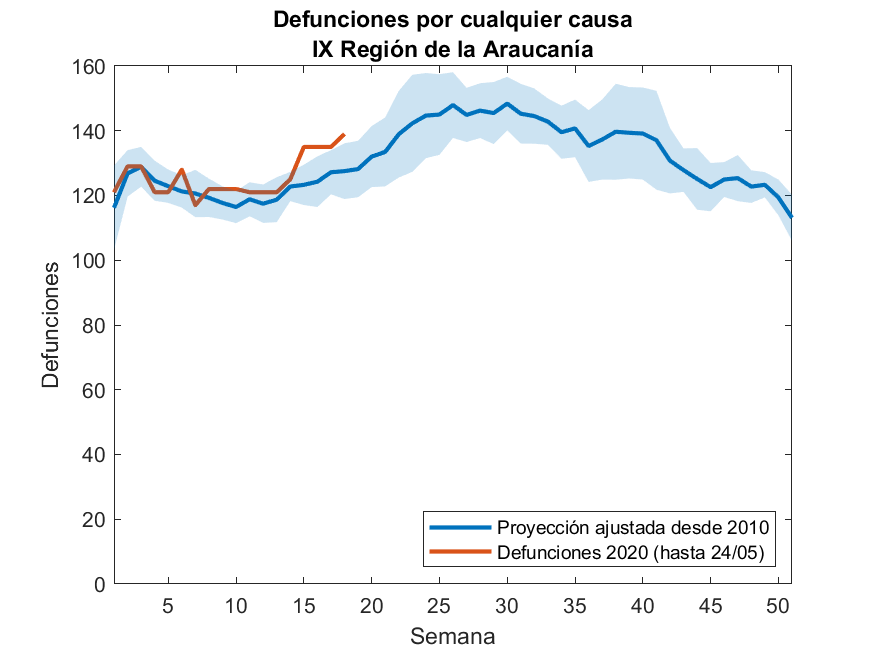 Defunciones por cualquier causa
IX Región de la Araucanía
160
140
120
100
80
60
40
20
0
Defunciones
5 10 15 20 25 30 35 40 45 50
Semana
Proyección ajustada desde 2010
Defunciones 2020 (hasta 24/05)